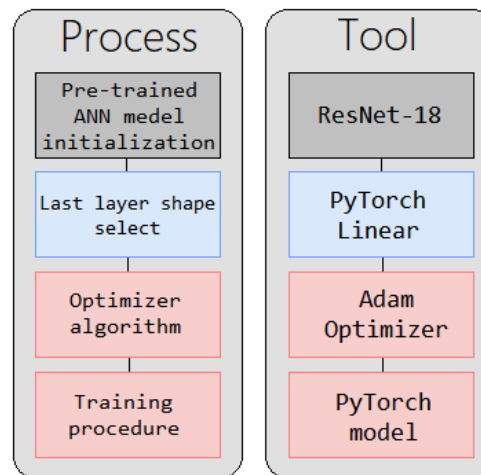 Process
Pre-trained
ANN medel
initialization
Last layer shape
select
Optimizer
algorithm
Training
procedure
Tool
ResNet-18
PyTorch
Linear
Adam
Optimizer
PyTorch
model